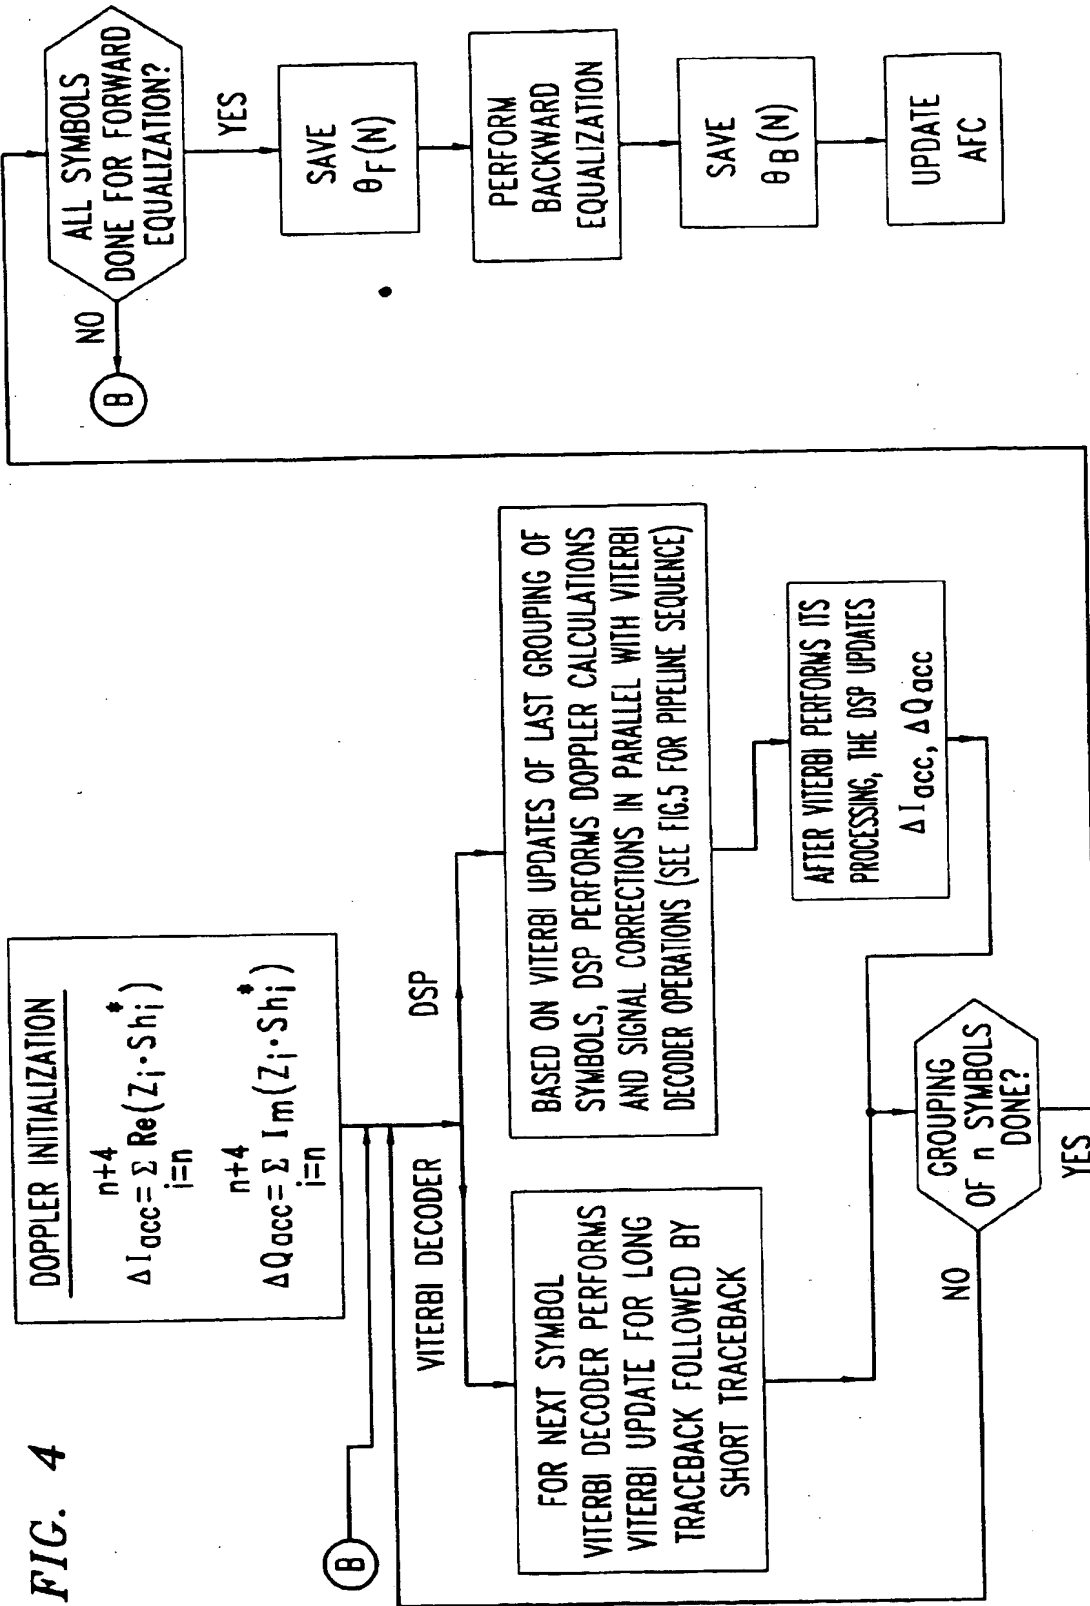 FIG. 4
DOPPLER INITIALIZATION
n+4
ΔIacc= Σ Re(Zi·Shi*)
i=n
n+4
ΔQacc= Σ Im(Zi·Shi*)
i=n
B
VITERBI DECODER
DSP
FOR NEXT SYMBOL
VITERBI DECODER PERFORMS
VITERBI UPDATE FOR LONG
TRACEBACK FOLLOWED BY
SHORT TRACEBACK
BASED ON VITERBI UPDATES OF LAST GROUPING OF
SYMBOLS, DSP PERFORMS DOPPLER CALCULATIONS
AND SIGNAL CORRECTIONS IN PARALLEL WITH VITERBI
DECODER OPERATIONS (SEE FIG.5 FOR PIPELINE SEQUENCE)
AFTER VITERBI PERFORMS ITS
PROCESSING, THE DSP UPDATES
ΔIacc, ΔQacc
GROUPING
OF n SYMBOLS
DONE?
NO
YES
ALL SYMBOLS
DONE FOR FORWARD
EQUALIZATION?
NO
B
YES
SAVE
θF(N)
PERFORM
BACKWARD
EQUALIZATION
SAVE
θB(N)
UPDATE
AFC